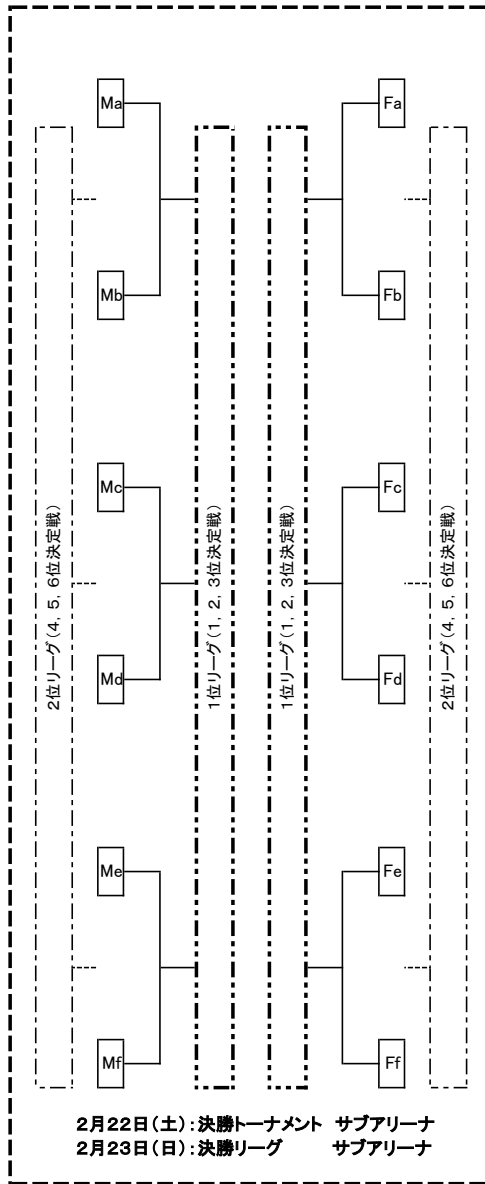 Ma
Fa
Mb
Fb
Mc
Fc
2位リーグ(4, 5, 6位決定戦)
1位リーグ(1, 2, 3位決定戦)
1位リーグ(1, 2, 3位決定戦)
2位リーグ(4, 5, 6位決定戦)
Md
Fd
Me
Fe
Mf
Ff
2月22日(土):決勝トーナメント サブアリーナ
2月23日(日):決勝リーグ サブアリーナ